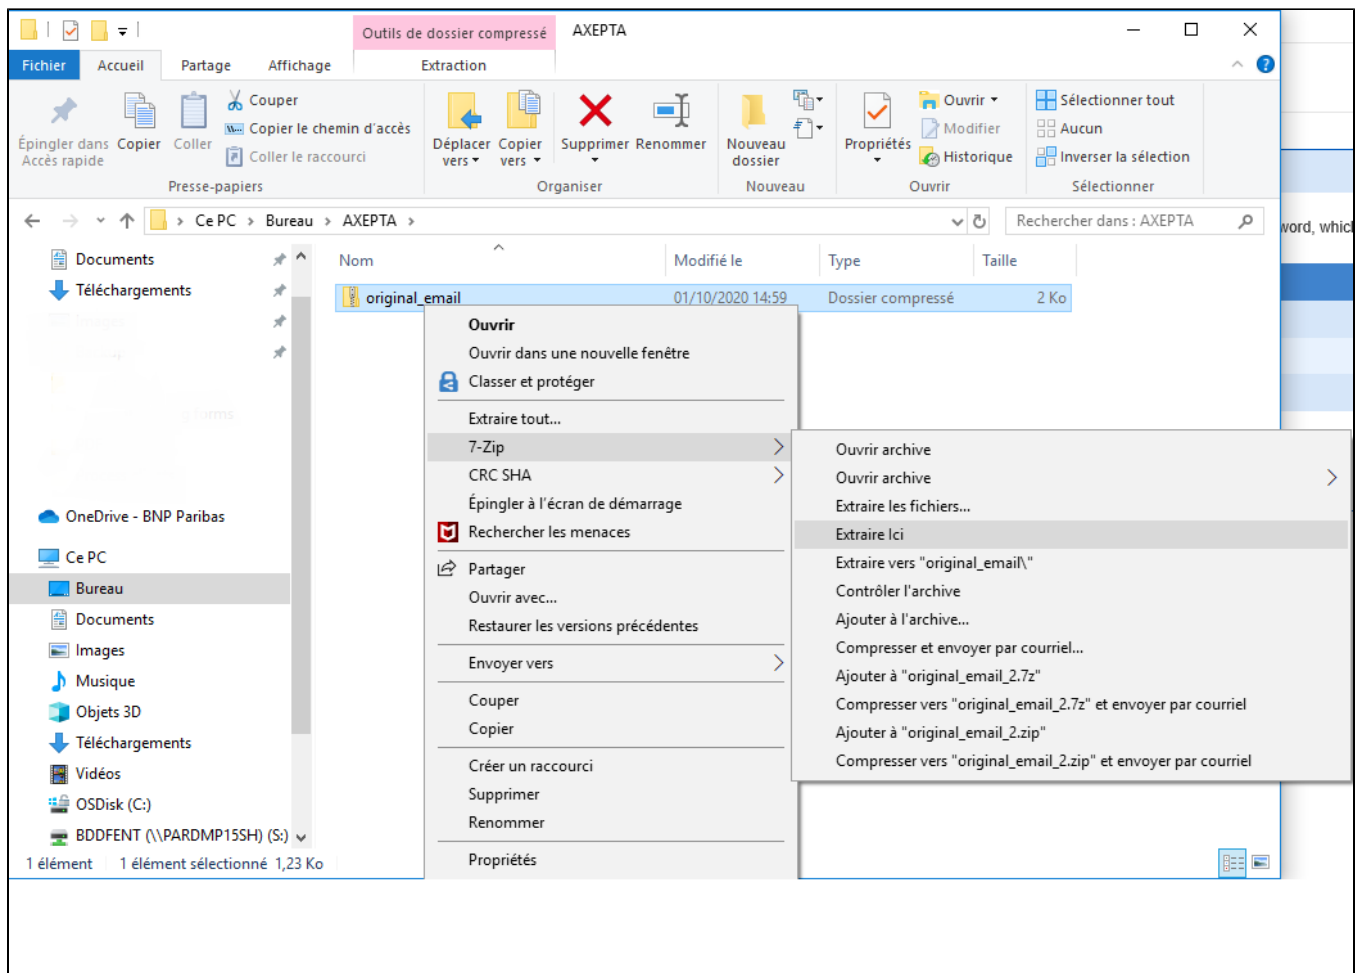 Outils de dossier compressé
AXEPTA
Fichier
Accueil
Partage
Affichage
Extraction
Épingler dans
Accès rapide
Copier
Coller
Couper
Copier le chemin d'accès
Coller le raccourci
Presse-papiers
Déplacer
vers
Copier
vers
Supprimer
Renommer
Organiser
Nouveau
dossier
Nouveau
Propriétés
Ouvrir
Modifier
Historique
Ouvrir
Sélectionner tout
Aucun
Inverser la sélection
Sélectionner
Ce PC > Bureau > AXEPTA >
Rechercher dans : AXEPTA
word, which
Documents
Téléchargements
Images
g forms
OneDrive - BNP Paribas
Ce PC
Bureau
Documents
Images
Musique
Objets 3D
Téléchargements
Vidéos
OSDisk (C:)
BDDFENT (\\PARDMP15SH) (S:)
1 élément 1 élément sélectionné 1,23 Ko
Nom Modifié le Type Taille
original_email 01/10/2020 14:59 Dossier compressé 2 Ko
Ouvrir
Ouvrir dans une nouvelle fenêtre
Classer et protéger
Extraire tout...
7-Zip
CRC SHA
Épingler à l'écran de démarrage
Rechercher les menaces
Partager
Ouvrir avec...
Restaurer les versions précédentes
Envoyer vers
Couper
Copier
Créer un raccourci
Supprimer
Renommer
Propriétés
Ouvrir archive
Ouvrir archive
Extraire les fichiers...
Extraire Ici
Extraire vers "original_email\"
Contrôler l'archive
Ajouter à l'archive...
Compresser et envoyer par courriel...
Ajouter à "original_email_2.7z"
Compresser vers "original_email_2.7z" et envoyer par courriel
Ajouter à "original_email_2.zip"
Compresser vers "original_email_2.zip" et envoyer par courriel